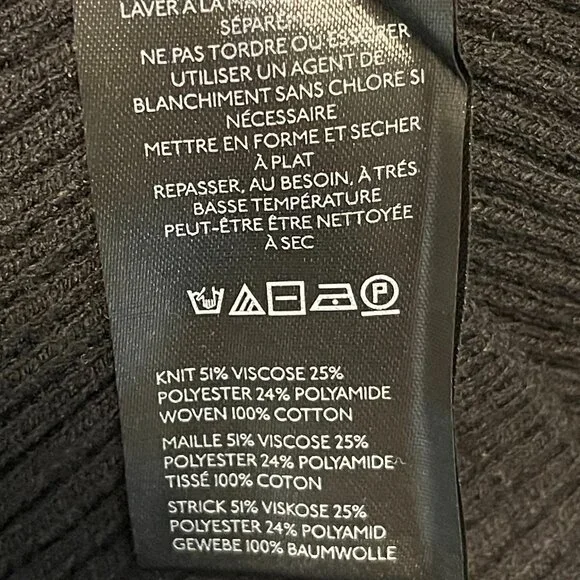 LAVER À LA
SÉPARÉM
NE PAS TORDRE OU ESSORER
UTILISER UN AGENT DE
BLANCHIMENT SANS CHLORE SI
NÉCESSAIRE
METTRE EN FORME ET SECHER
À PLAT
REPASSER, AU BESOIN, À TRÉS
BASSE TEMPÉRATURE
PEUT-ÊTRE ÊTRE NETTOYÉE
À SEC
P
KNIT 51% VISCOSE 25%
POLYESTER 24% POLYAMIDE
WOVEN 100% COTTON
MAILLE 51% VISCOSE 25%
POLYESTER 24% POLYAMIDE
TISSÉ 100% COTON
STRICK 51% VISKOSE 25%
POLYESTER 24% POLYAMID
GEWEBE 100% BAUMWOLLE